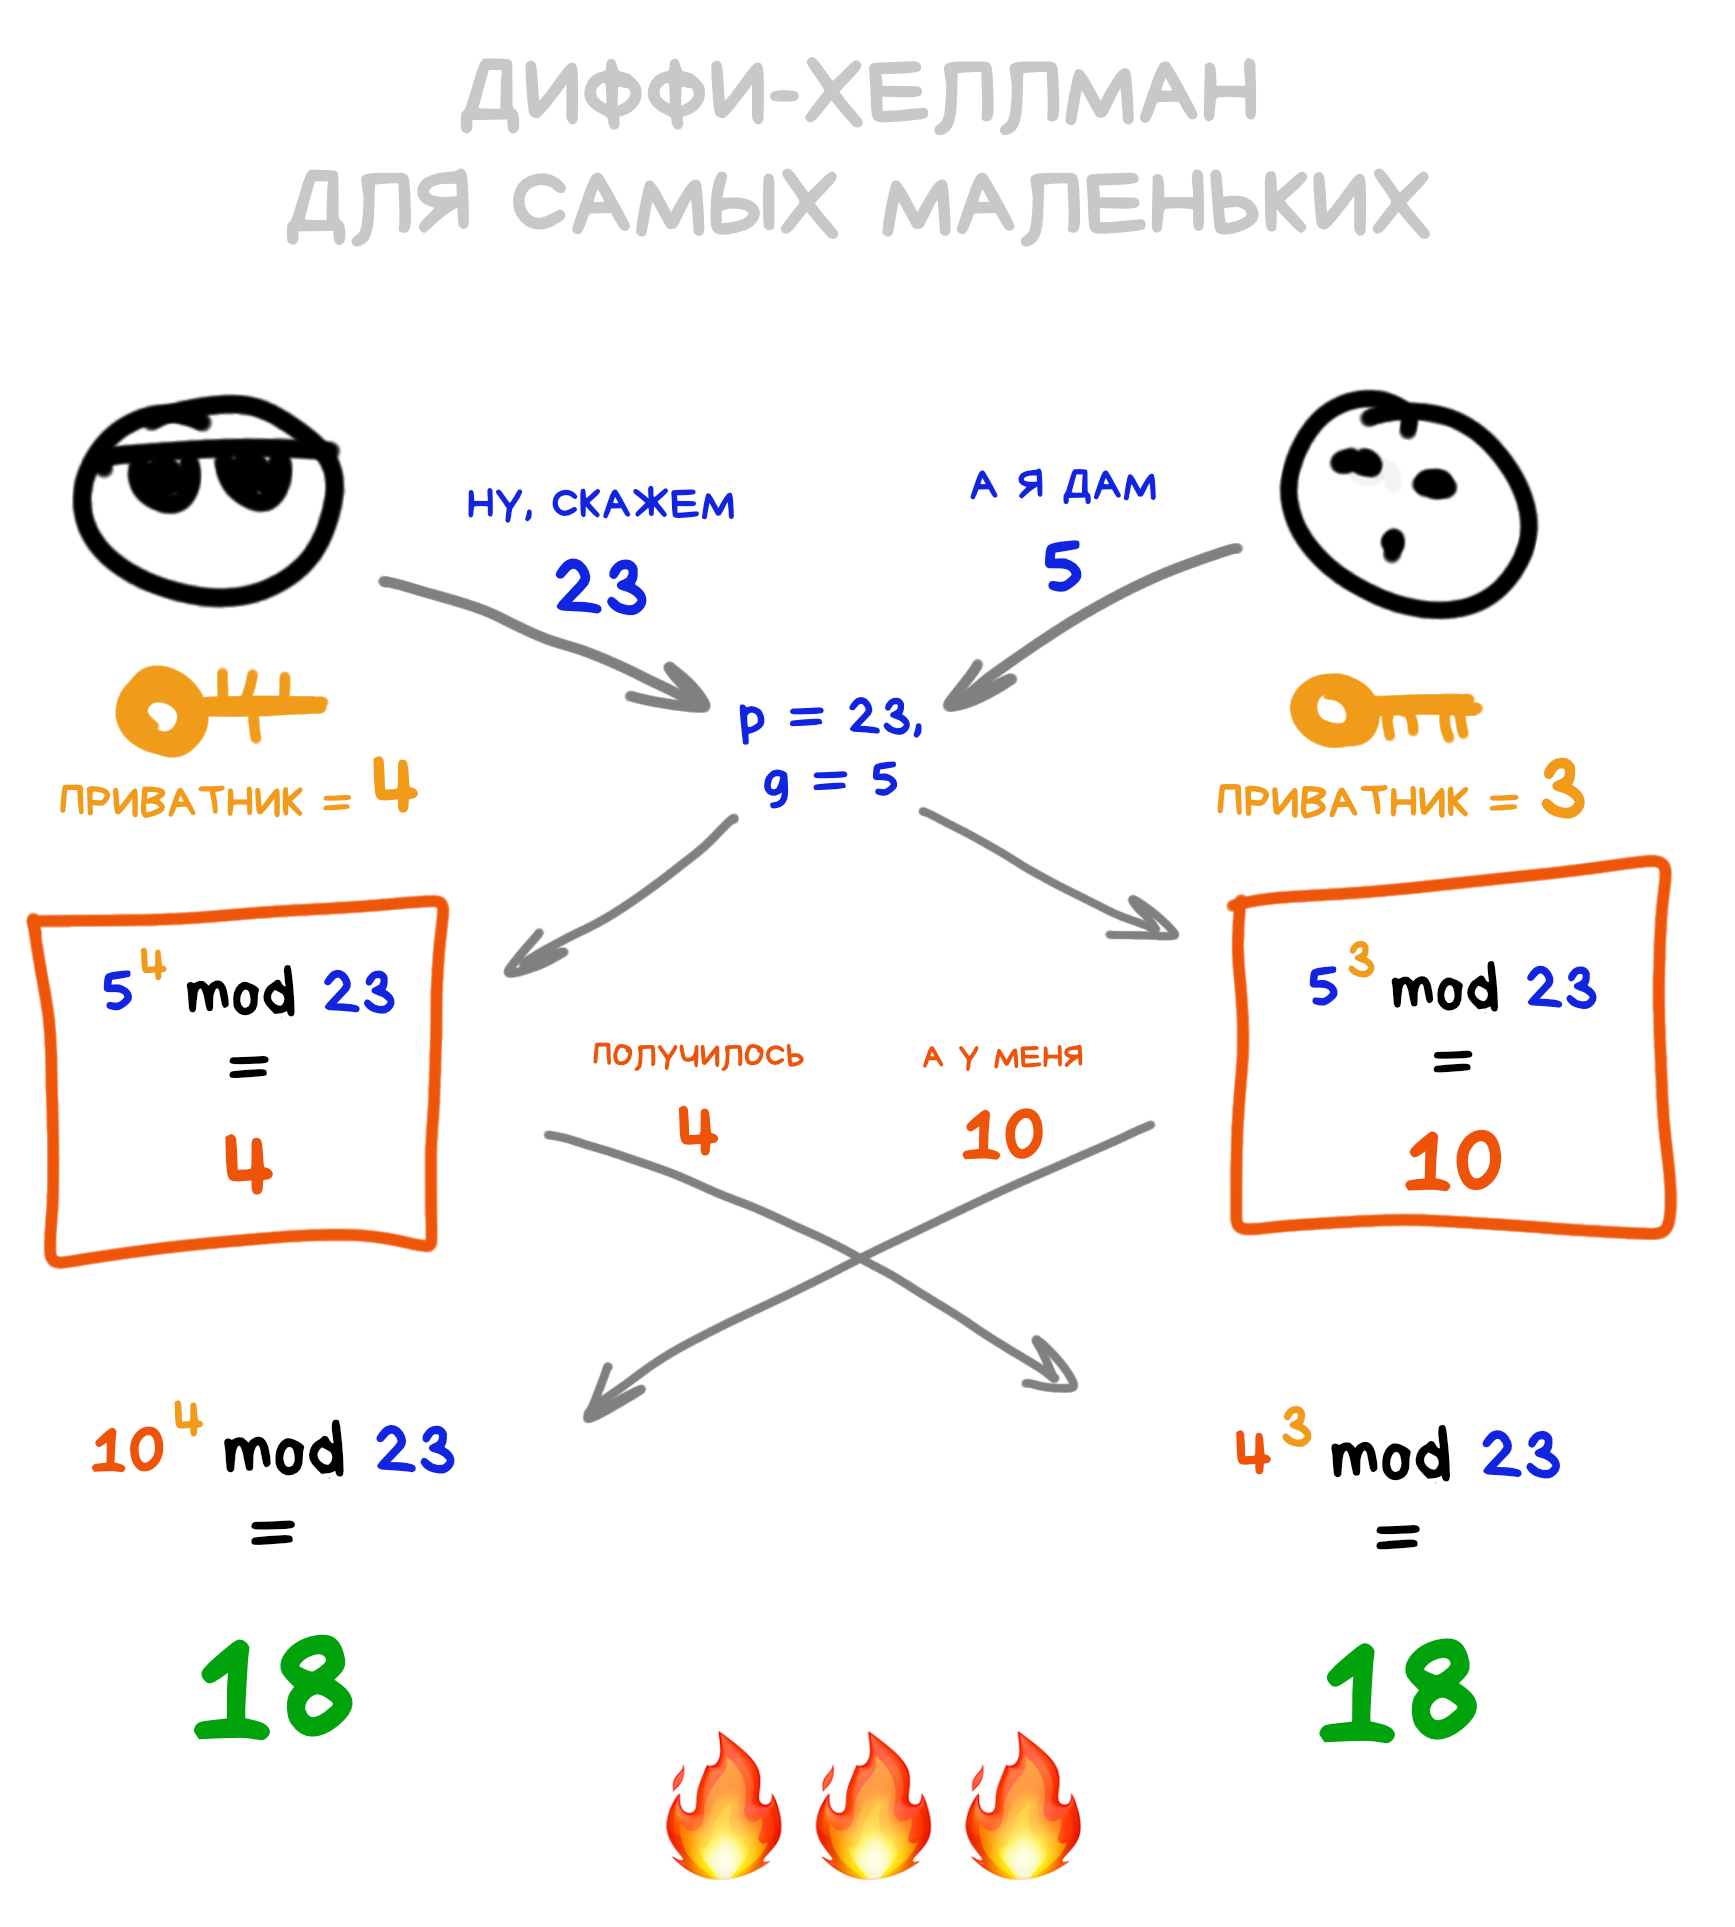 ДИФФИ-ХЕЛЛМАН
ДЛЯ САМЫХ МАЛЕНЬКИХ
НУ, СКАЖЕМ
23
А Я ДАМ
5
p = 23,
g = 5
ПРИВАТНИК = 4
ПРИВАТНИК = 3
5⁴ mod 23
=
4
ПОЛУЧИЛОСЬ
4
А У МЕНЯ
10
5³ mod 23
=
10
10⁴ mod 23
=
18
4³ mod 23
=
18